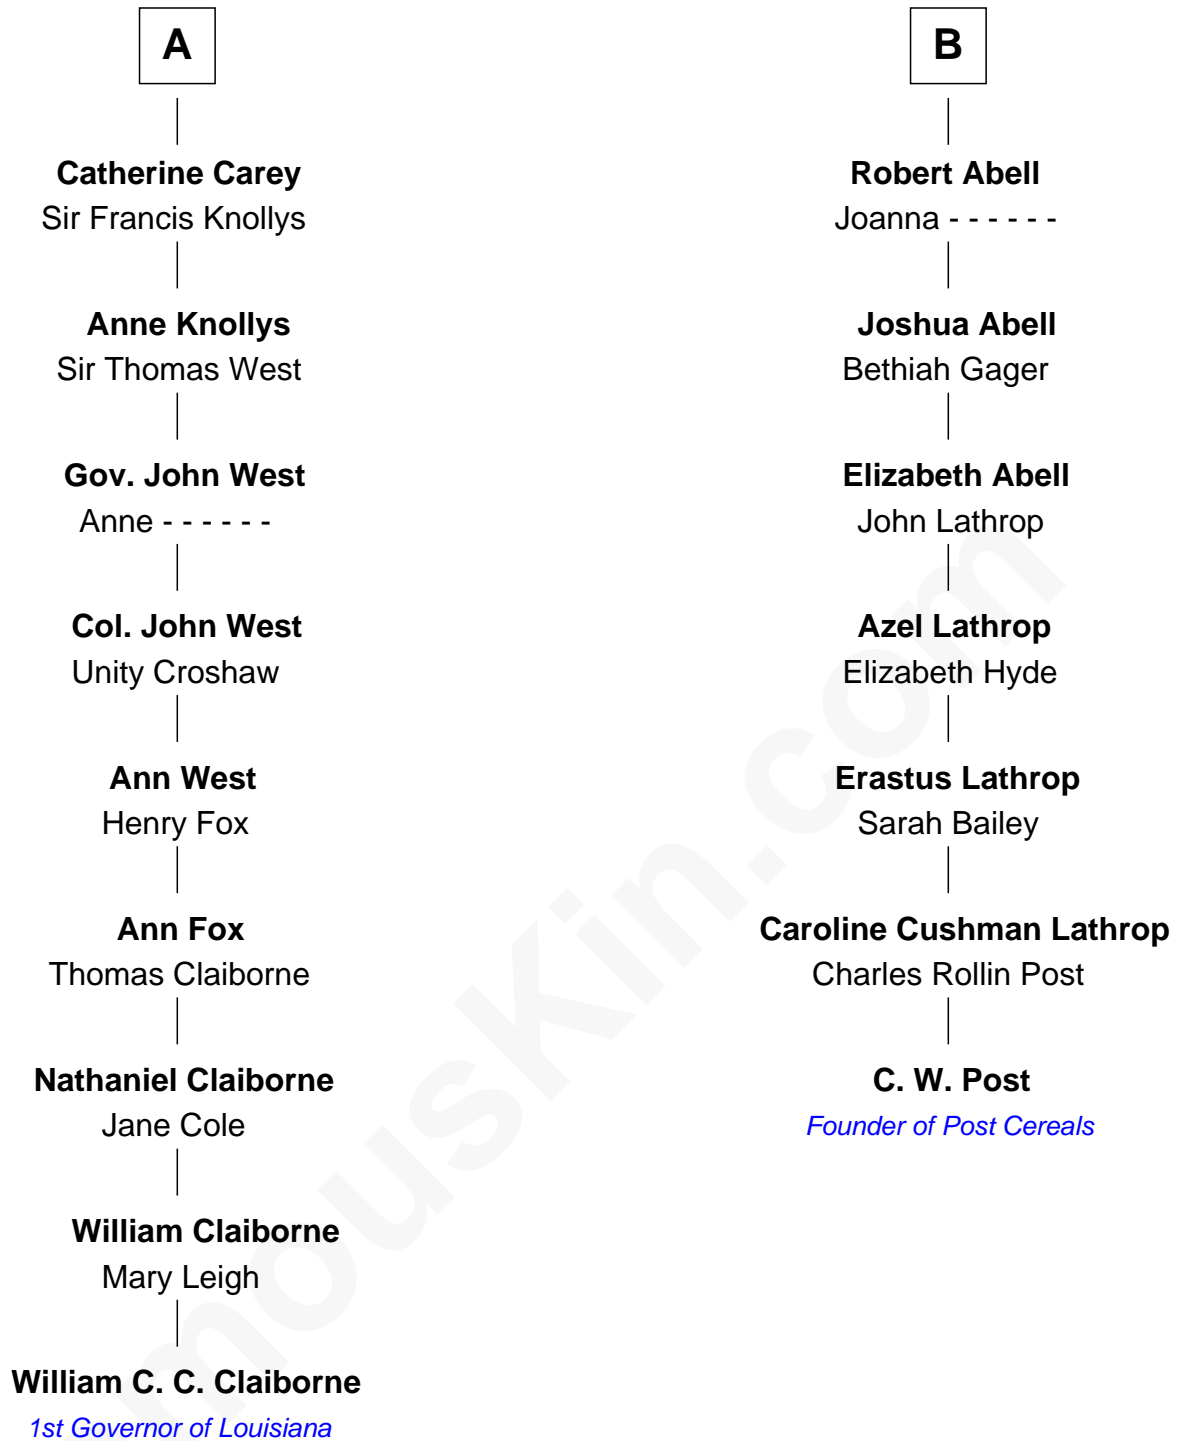 A
Catherine Carey
Sir Francis Knollys
Anne Knollys
Sir Thomas West
Gov. John West
Anne - - - - - -
Col. John West
Unity Croshaw
Ann West
Henry Fox
Ann Fox
Thomas Claiborne
Nathaniel Claiborne
Jane Cole
William Claiborne
Mary Leigh
William C. C. Claiborne
1st Governor of Louisiana
B
Robert Abell
Joanna - - - - - -
Joshua Abell
Bethiah Gager
Elizabeth Abell
John Lathrop
Azel Lathrop
Elizabeth Hyde
Erastus Lathrop
Sarah Bailey
Caroline Cushman Lathrop
Charles Rollin Post
C. W. Post
Founder of Post Cereals
mousKin.com